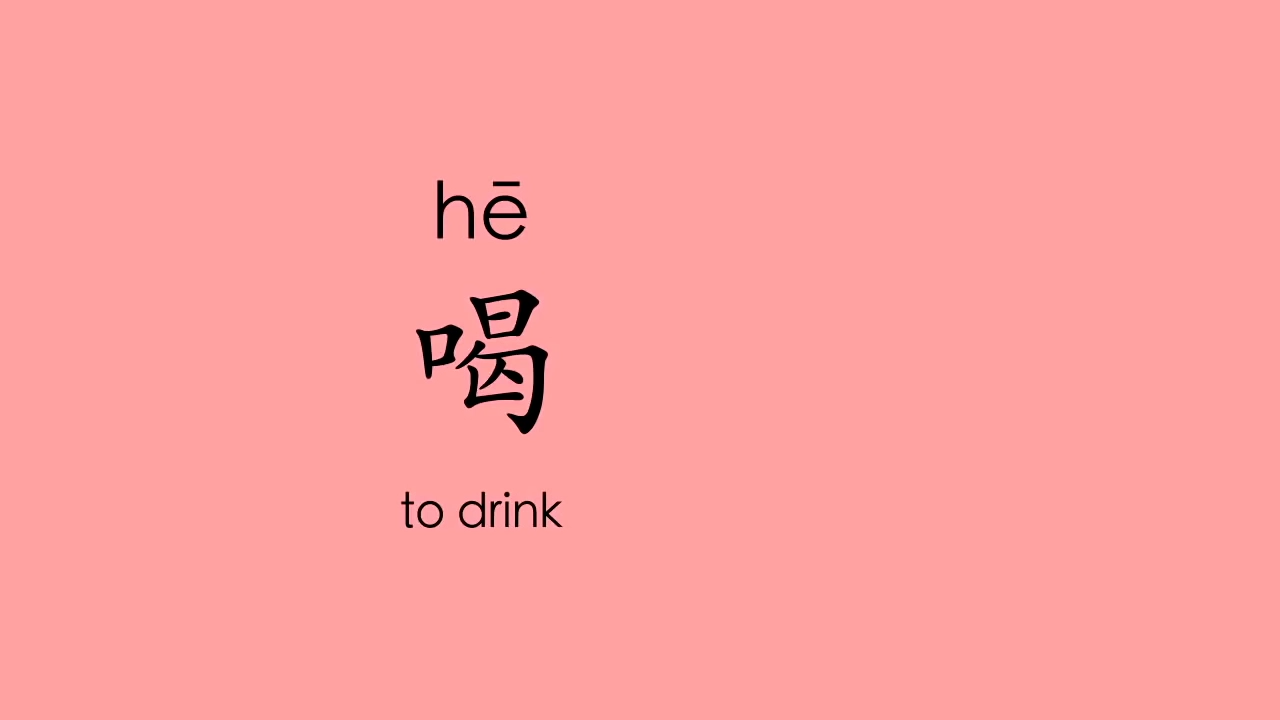 hē
喝
to drink